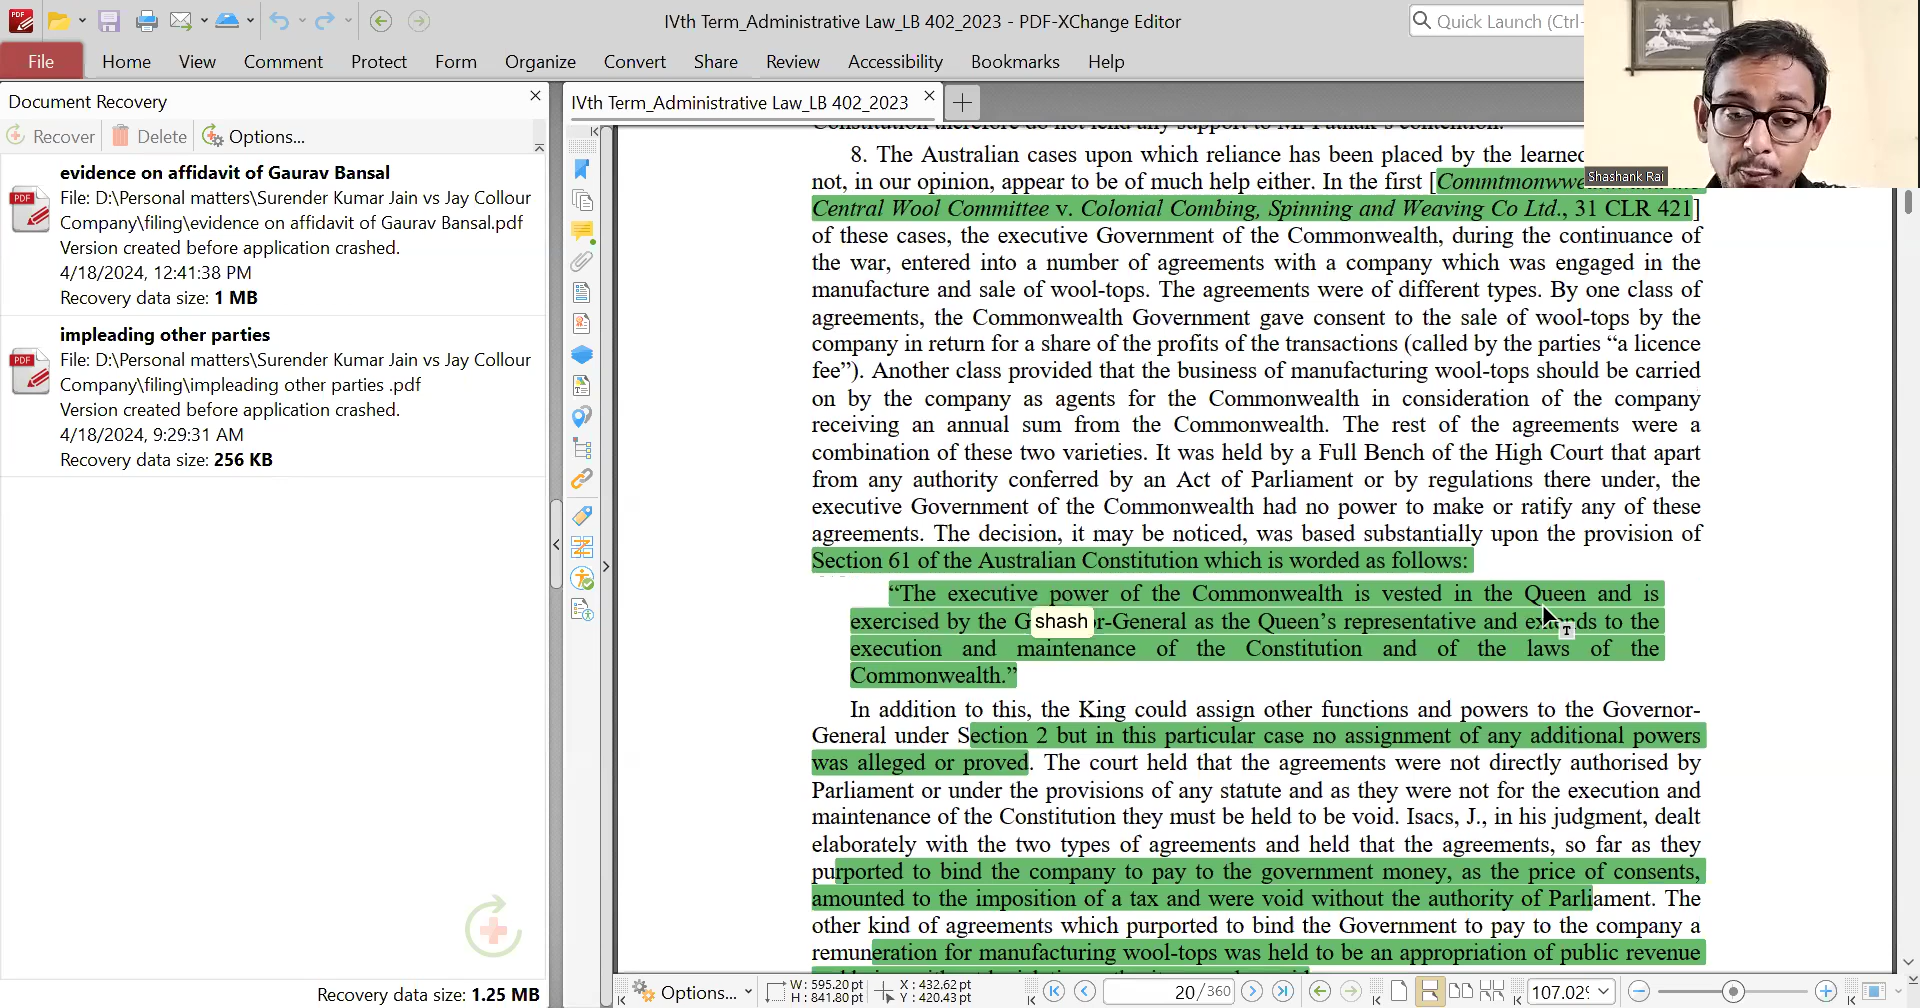 IVth Term_Administrative Law_LB 402_2023 - PDF-XChange Editor
Quick Launch (Ctrl-
File
Home
View
Comment
Protect
Form
Organize
Convert
Share
Review
Accessibility
Bookmarks
Help
Document Recovery
IVth Term_Administrative Law_LB 402_2023
Recover
Delete
Options...
evidence on affidavit of Gaurav Bansal
File: D:\Personal matters\Surender Kumar Jain vs Jay Collour
Company\filing\evidence on affidavit of Gaurav Bansal.pdf
Version created before application crashed.
4/18/2024, 12:41:38 PM
Recovery data size: 1 MB
PDF
impleading other parties
File: D:\Personal matters\Surender Kumar Jain vs Jay Collour
Company\filing\impleading other parties .pdf
Version created before application crashed.
4/18/2024, 9:29:31 AM
Recovery data size: 256 KB
PDF
Recovery data size: 1.25 MB
Shashank Rai
8. The Australian cases upon which reliance has been placed by the learned
not, in our opinion, appear to be of much help either. In the first [
Central Wool Committee v. Colonial Combing, Spinning and Weaving Co Ltd., 31 CLR 421]
of these cases, the executive Government of the Commonwealth, during the continuance of
the war, entered into a number of agreements with a company which was engaged in the
manufacture and sale of wool-tops. The agreements were of different types. By one class of
agreements, the Commonwealth Government gave consent to the sale of wool-tops by the
company in return for a share of the profits of the transactions (called by the parties “a licence
fee”). Another class provided that the business of manufacturing wool-tops should be carried
on by the company as agents for the Commonwealth in consideration of the company
receiving an annual sum from the Commonwealth. The rest of the agreements were a
combination of these two varieties. It was held by a Full Bench of the High Court that apart
from any authority conferred by an Act of Parliament or by regulations there under, the
executive Government of the Commonwealth had no power to make or ratify any of these
agreements. The decision, it may be noticed, was based substantially upon the provision of
Section 61 of the Australian Constitution which is worded as follows:
“The executive power of the Commonwealth is vested in the Queen and is
exercised by the G shash r-General as the Queen’s representative and extends to the
execution and maintenance of the Constitution and of the laws of the
Commonwealth.”
In addition to this, the King could assign other functions and powers to the Governor-
General under Section 2 but in this particular case no assignment of any additional powers
was alleged or proved. The court held that the agreements were not directly authorised by
Parliament or under the provisions of any statute and as they were not for the execution and
maintenance of the Constitution they must be held to be void. Isacs, J., in his judgment, dealt
elaborately with the two types of agreements and held that the agreements, so far as they
purported to bind the company to pay to the government money, as the price of consents,
amounted to the imposition of a tax and were void without the authority of Parliament. The
other kind of agreements which purported to bind the Government to pay to the company a
remuneration for manufacturing wool-tops was held to be an appropriation of public revenue
Options...
W: 595.20 pt
H: 841.80 pt
X: 432.62 pt
Y: 420.43 pt
20/360
107.02%